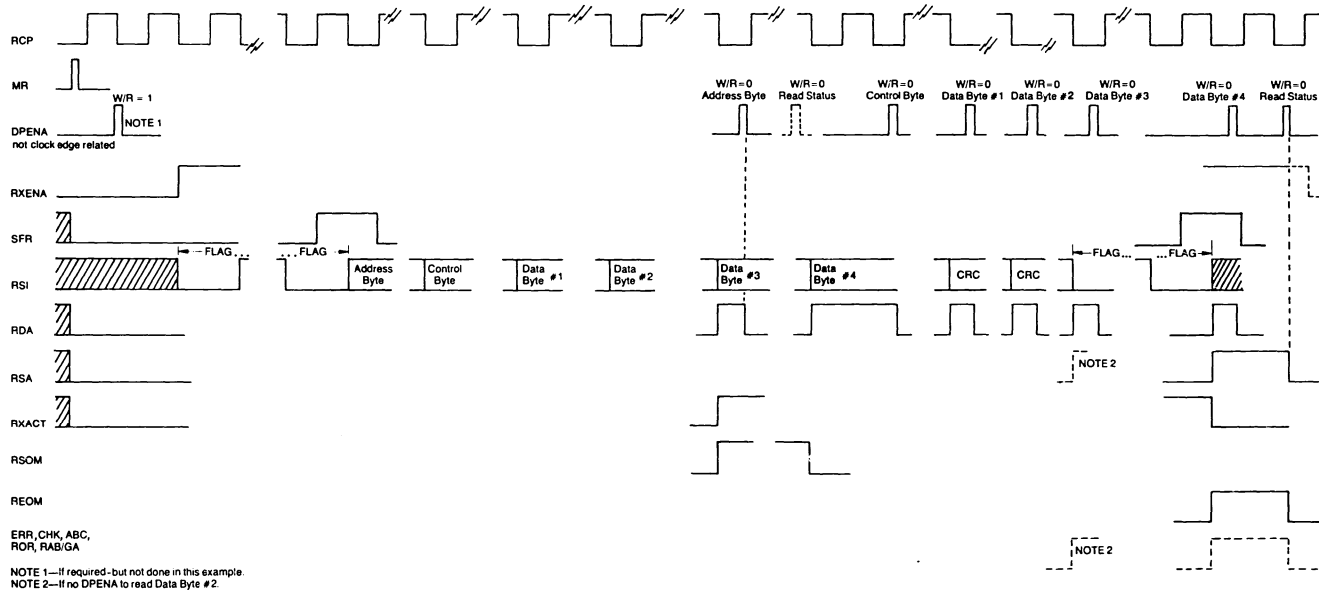 RCP
MR
W/R = 1
NOTE 1
W/R=0
Address Byte
W/R=0
Read Status
W/R=0
Control Byte
W/R=0
Data Byte #1
W/R=0
Data Byte #2
W/R=0
Data Byte #3
W/R=0
Data Byte #4
W/R=0
Read Status
DPENA
not clock edge related
RXENA
SFR
FLAG...
...FLAG
FLAG...
...FLAG
RSI
Address
Byte
Control
Byte
Data
Byte #1
Data
Byte #2
Data
Byte #3
Data
Byte #4
CRC
CRC
RDA
RSA
NOTE 2
RXACT
RSOM
REOM
ERR, CHK, ABC,
ROR, RAB/GA
NOTE 2
NOTE 1—If required-but not done in this example.
NOTE 2—If no DPENA to read Data Byte #2.